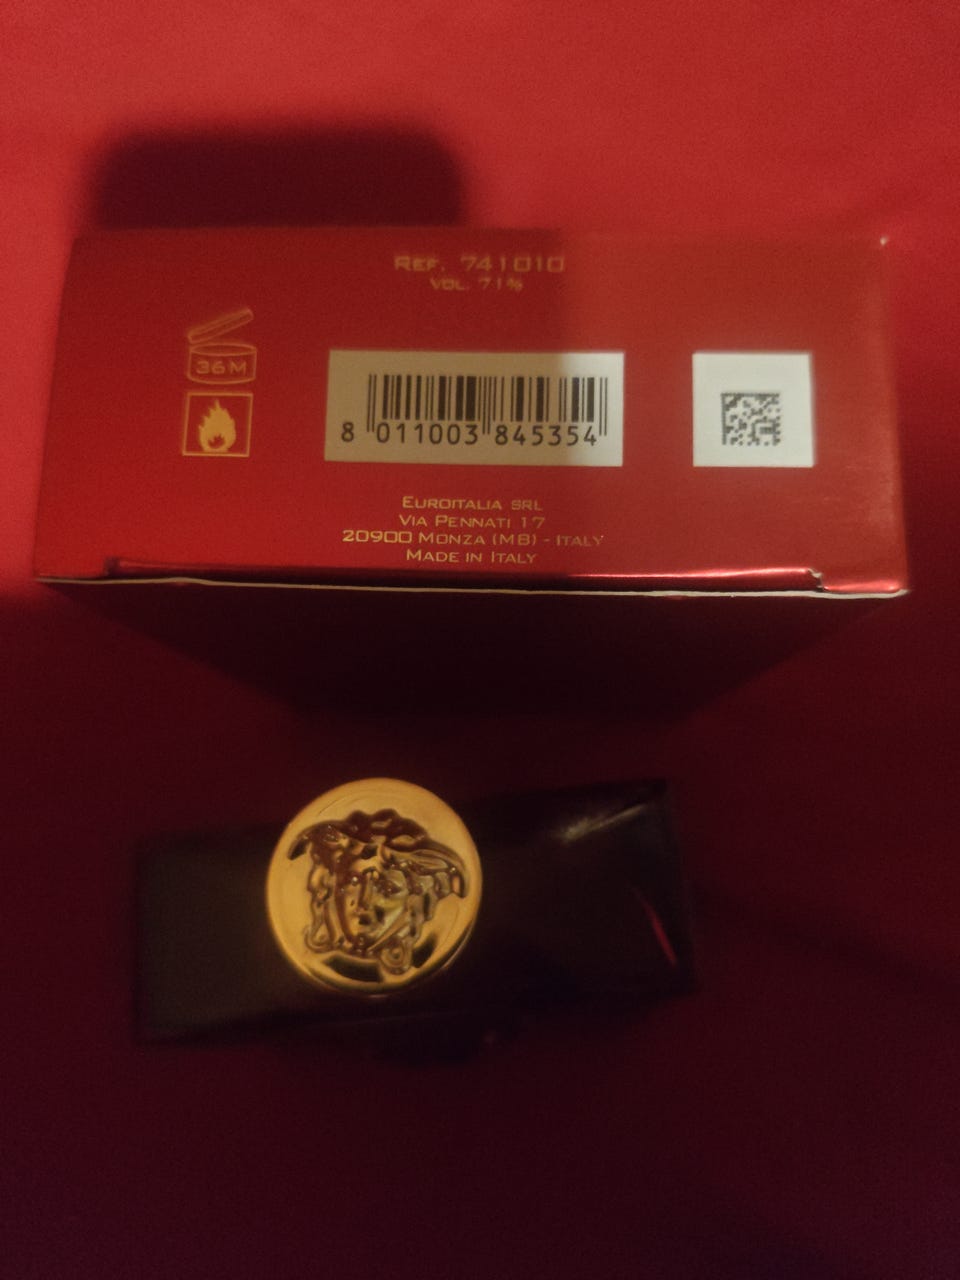 REF. 741010
VOL. 71%
36M
8 011003 845354
EUROITALIA SRL
VIA PENNATI 17
20900 MONZA (MB) - ITALY
MADE IN ITALY